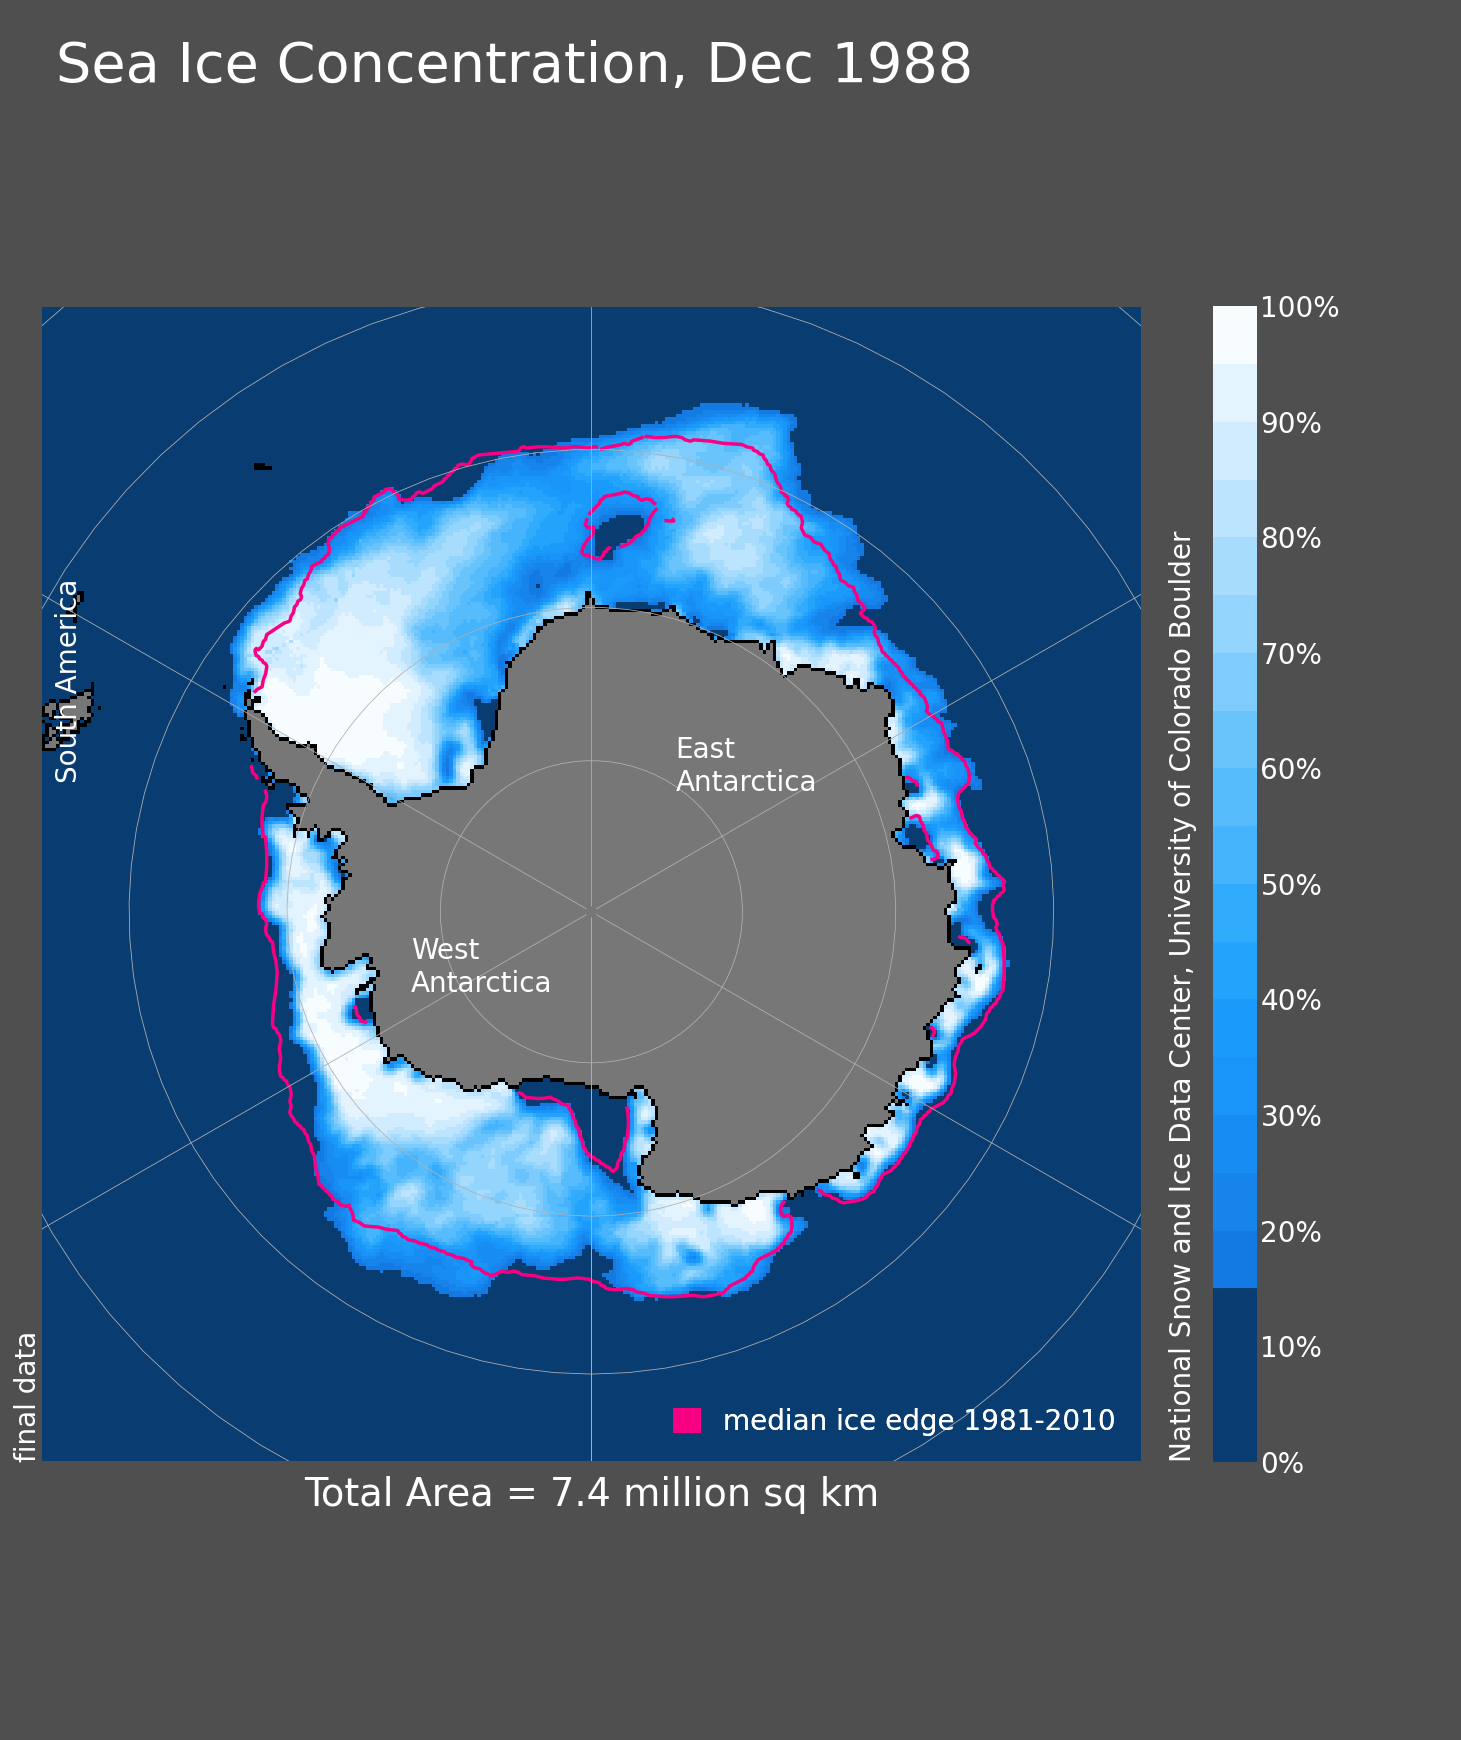 Sea Ice Concentration, Dec 1988
South America
East
Antarctica
West
Antarctica
median ice edge 1981-2010
final data
Total Area = 7.4 million sq km
National Snow and Ice Data Center, University of Colorado Boulder
100%
90%
80%
70%
60%
50%
40%
30%
20%
10%
0%